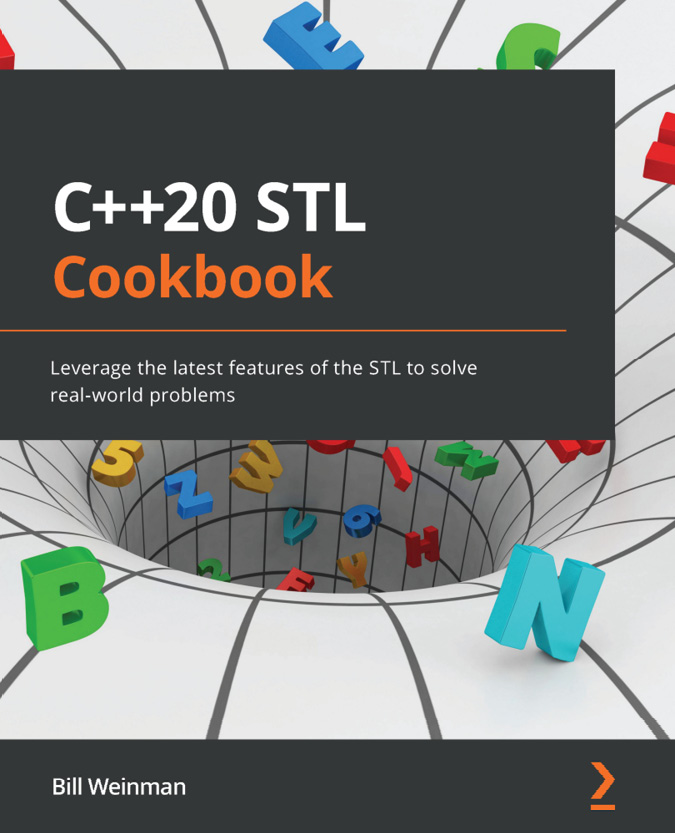 C++20 STL
Cookbook
Leverage the latest features of the STL to solve
real-world problems
Bill Weinman